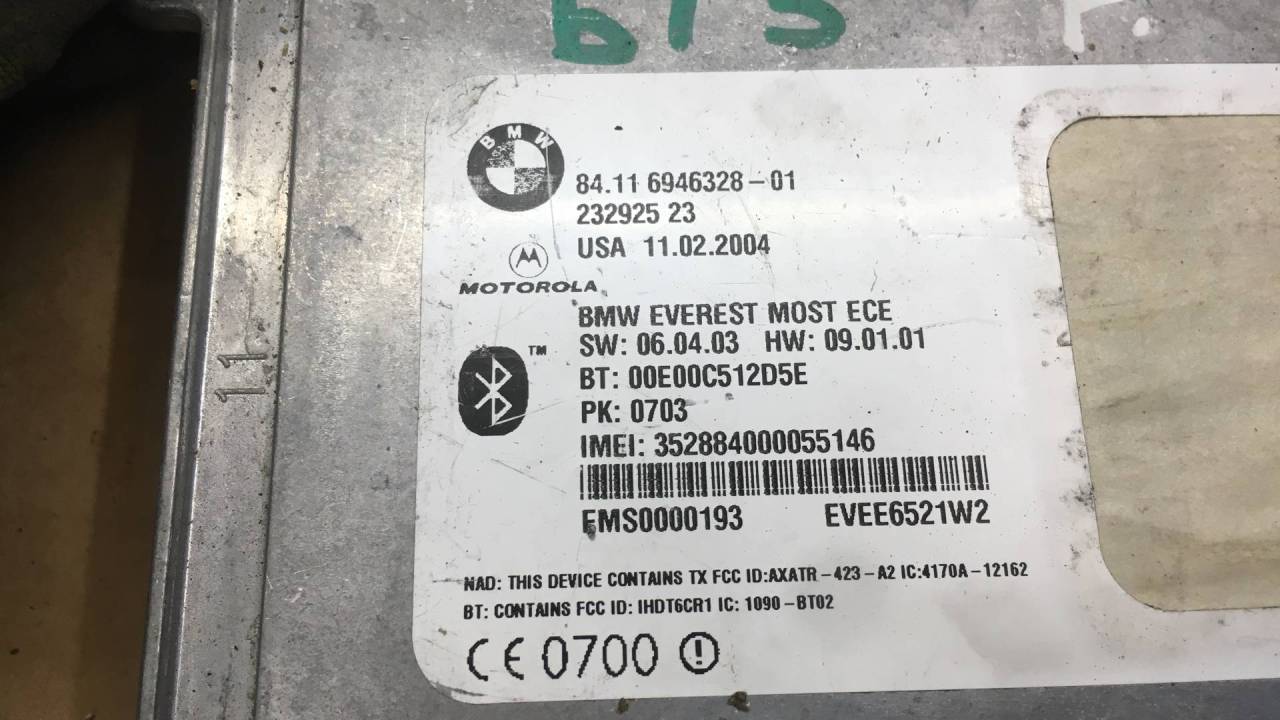 BMW
84.11 6946328-01
232925 23
USA 11.02.2004
MOTOROLA
BMW EVEREST MOST ECE
SW: 06.04.03 HW: 09.01.01
TM
BT: 00E00C512D5E
PK: 0703
IMEI: 352884000055146
EMS0000193 EVEE6521W2
NAD: THIS DEVICE CONTAINS TX FCC ID:AXATR-423-A2 IC:4170A-12162
BT: CONTAINS FCC ID: IHDT6CR1 IC: 1090-BT02
CE 0700
11